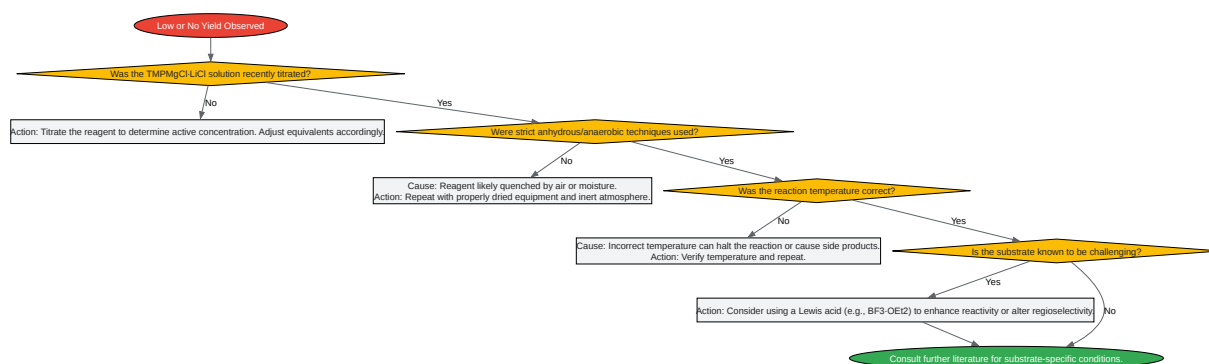 Low or No Yield Observed
Was the TMPMgCl·LiCl solution recently titrated?
No
Yes
Action: Titrate the reagent to determine active concentration. Adjust equivalents accordingly.
Were strict anhydrous/anaerobic techniques used?
No
Yes
Cause: Reagent likely quenched by air or moisture.
Action: Repeat with properly dried equipment and inert atmosphere.
Was the reaction temperature correct?
No
Yes
Cause: Incorrect temperature can halt the reaction or cause side products.
Action: Verify temperature and repeat.
Is the substrate known to be challenging?
Yes
No
Action: Consider using a Lewis acid (e.g., BF3·OEt2) to enhance reactivity or alter regioselectivity.
Consult further literature for substrate-specific conditions.